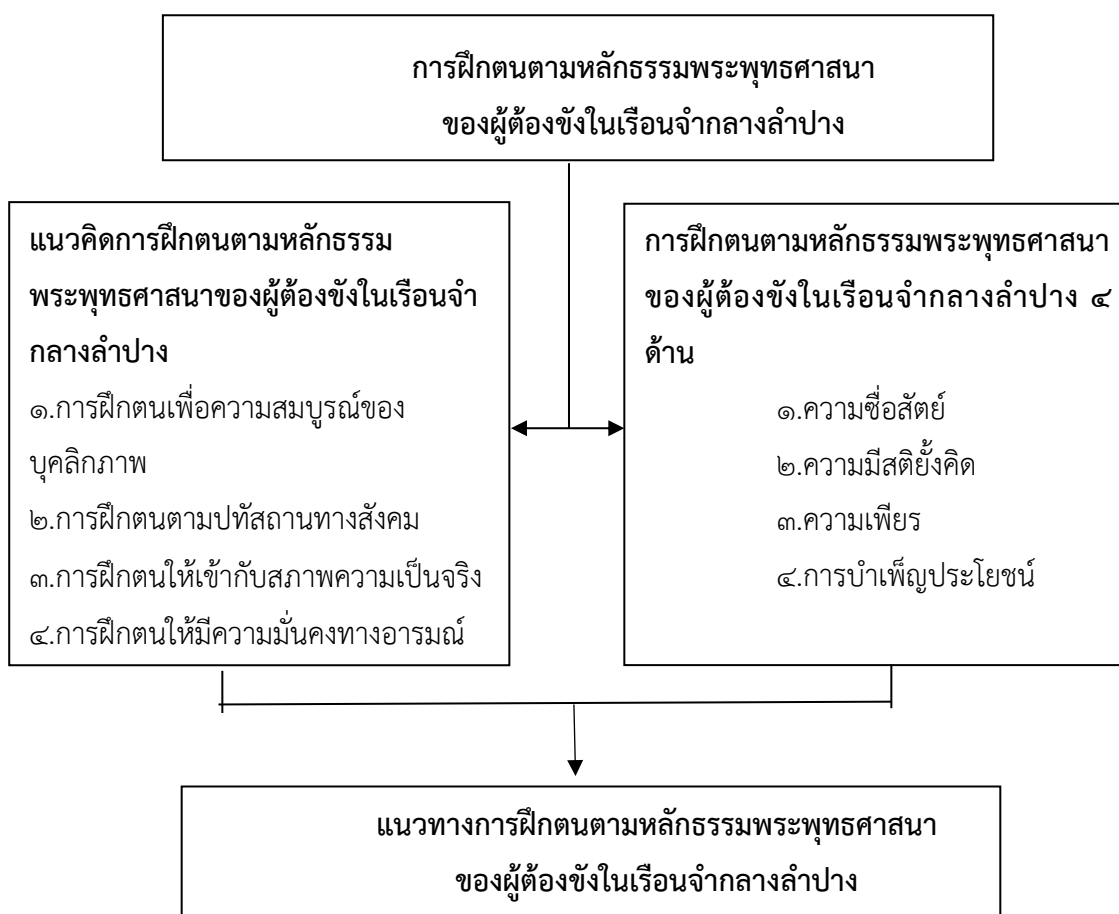 การฝึกตนตามหลักธรรมพระพุทธศาสนา
ของผู้ต้องขังในเรือนจำกลางลำปาง
แนวคิดการฝึกตนตามหลักธรรม
พระพุทธศาสนาของผู้ต้องขังในเรือนจำ
กลางลำปาง
๑.การฝึกตนเพื่อความสมบูรณ์ของ
บุคลิกภาพ
๒.การฝึกตนตามปทัสถานทางสังคม
๓.การฝึกตนให้เข้ากับสภาพความเป็นจริง
๔.การฝึกตนให้มีความมั่นคงทางอารมณ์
การฝึกตนตามหลักธรรมพระพุทธศาสนา
ของผู้ต้องขังในเรือนจำกลางลำปาง ๔
ด้าน
๑.ความซื่อสัตย์
๒.ความมีสติยั้งคิด
๓.ความเพียร
๔.การบำเพ็ญประโยชน์
แนวทางการฝึกตนตามหลักธรรมพระพุทธศาสนา
ของผู้ต้องขังในเรือนจำกลางลำปาง